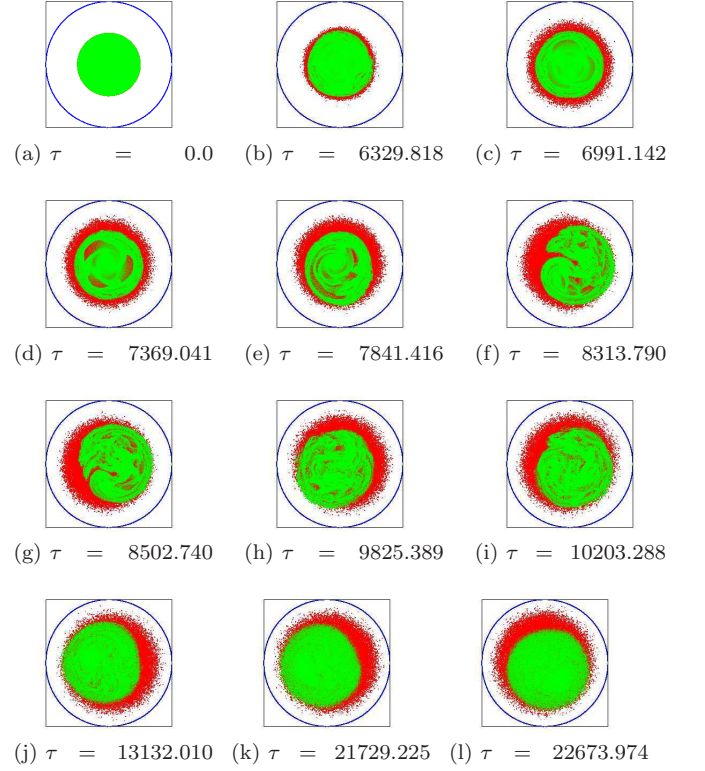 (a) τ = 0.0 (b) τ = 6329.818 (c) τ = 6991.142
(d) τ = 7369.041 (e) τ = 7841.416 (f) τ = 8313.790
(g) τ = 8502.740 (h) τ = 9825.389 (i) τ = 10203.288
(j) τ = 13132.010 (k) τ = 21729.225 (l) τ = 22673.974